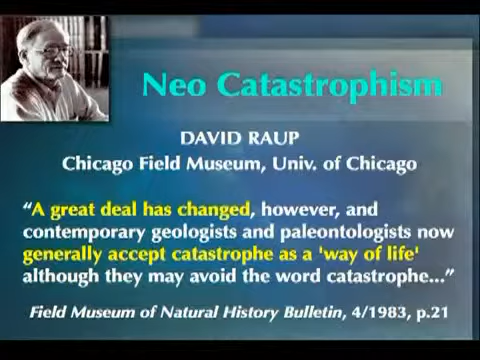 Neo Catastrophism
DAVID RAUP
Chicago Field Museum, Univ. of Chicago
“A great deal has changed, however, and
contemporary geologists and paleontologists now
generally accept catastrophe as a 'way of life'
although they may avoid the word catastrophe...”
Field Museum of Natural History Bulletin, 4/1983, p.21